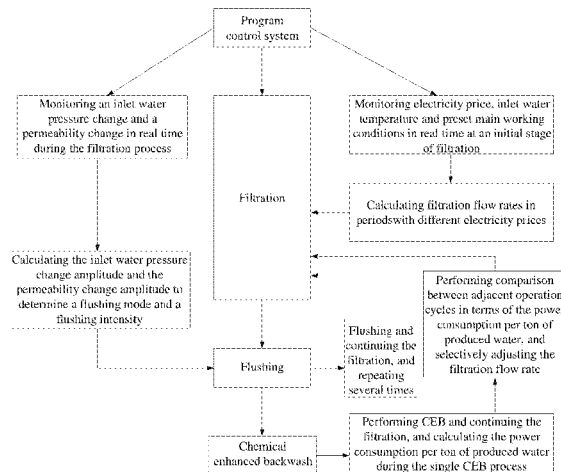 Program
control system
Monitoring an inlet water
pressure change and a
permeability change in real time
during the filtration process
Monitoring electricity price, inlet water
temperature and preset main working
conditions in real time at an initial stage
of filtration
Filtration
Calculating filtration flow rates in
periodswith different electricity prices
Calculating the inlet water pressure
change amplitude and the
permeability change amplitude to
determine a flushing mode and a
flushing intensity
Performing comparison
between adjacent operation
cycles in terms of the power
consumption per ton of
produced water, and
selectively adjusting the
filtration flow rate
Flushing
Flushing and
continuing the
filtration, and
repeating
several times
Chemical
enhanced backwash
Performing CEB and continuing the
filtration, and calculating the power
consumption per ton of produced water
during the single CEB process